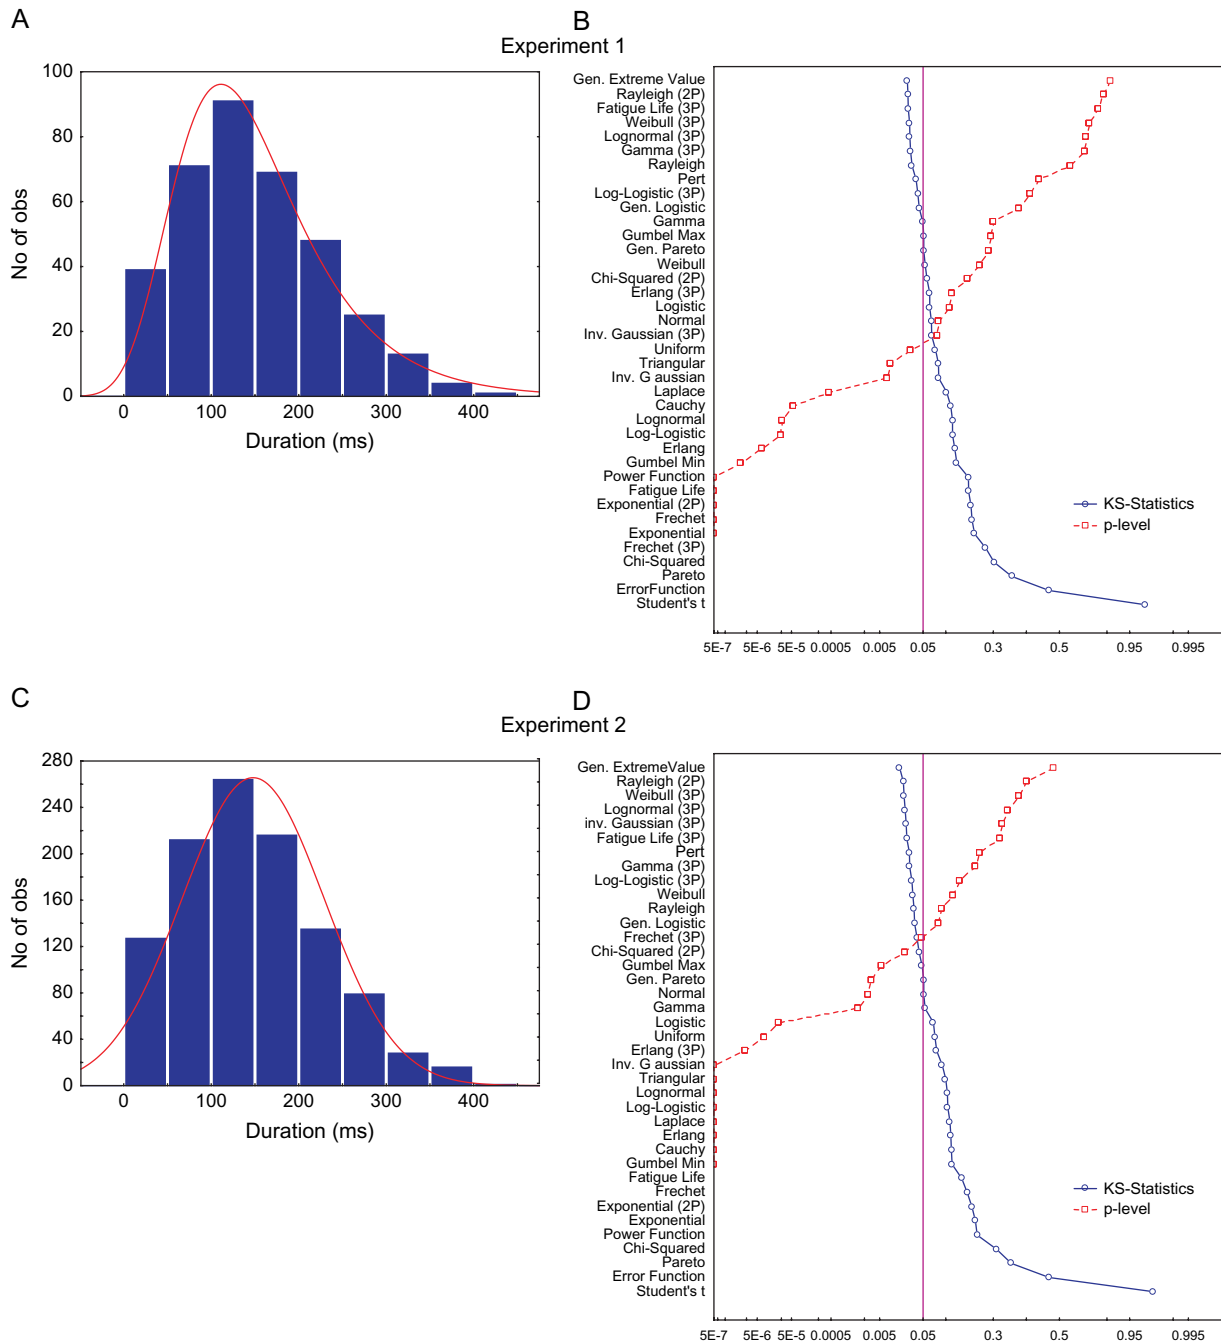 A
B
Experiment 1
No of obs
100
80
60
40
20
0
0 100 200 300 400
Duration (ms)
Gen. Extreme Value
Rayleigh (2P)
Fatigue Life (3P)
Weibull (3P)
Lognormal (3P)
Gamma (3P)
Rayleigh
Pert
Log-Logistic (3P)
Gen. Logistic
Gamma
Gumbel Max
Gen. Pareto
Weibull
Chi-Squared (2P)
Erlang (3P)
Logistic
Normal
Inv. Gaussian (3P)
Uniform
Triangular
Inv. G aussian
Laplace
Cauchy
Lognormal
Log-Logistic
Erlang
Gumbel Min
Power Function
Fatigue Life
Exponential (2P)
Frechet
Exponential
Frechet (3P)
Chi-Squared
Pareto
ErrorFunction
Student's t
KS-Statistics
p-level
5E-7 5E-6 5E-5 0.0005 0.005 0.05 0.3 0.95 0.995
C
D
Experiment 2
No of obs
280
240
200
160
120
80
40
0
0 100 200 300 400
Duration (ms)
Gen. ExtremeValue
Rayleigh (2P)
Weibull (3P)
Lognormal (3P)
inv. Gaussian (3P)
Fatigue Life (3P)
Pert
Gamma (3P)
Log-Logistic (3P)
Weibull
Rayleigh
Gen. Logistic
Frechet (3P)
Chi-Squared (2P)
Gumbel Max
Gen. Pareto
Normal
Gamma
Logistic
Uniform
Erlang (3P)
Inv. G aussian
Triangular
Lognormal
Log-Logistic
Laplace
Erlang
Cauchy
Gumbel Min
Fatigue Life
Frechet
Exponential (2P)
Exponential
Power Function
Chi-Squared
Pareto
Error Function
Student's t
KS-Statistics
p-level
5E-7 5E-6 5E-5 0.0005 0.005 0.05 0.3 0.95 0.995